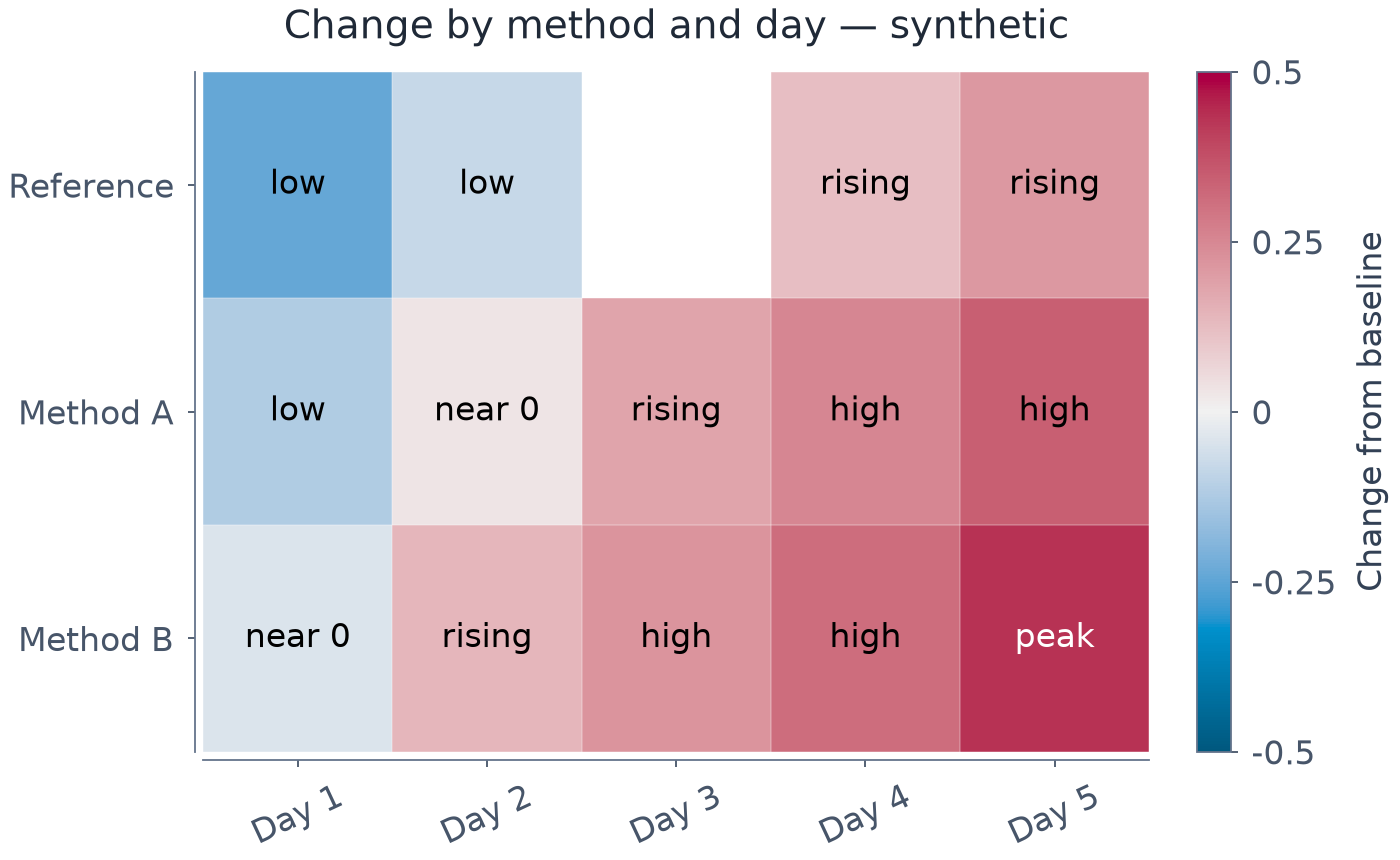 Change by method and day — synthetic
Reference
low
low
rising
rising
Method A
low
near 0
rising
high
high
Method B
near 0
rising
high
high
peak
Day 1
Day 2
Day 3
Day 4
Day 5
0.5
0.25
0
-0.25
-0.5
Change from baseline